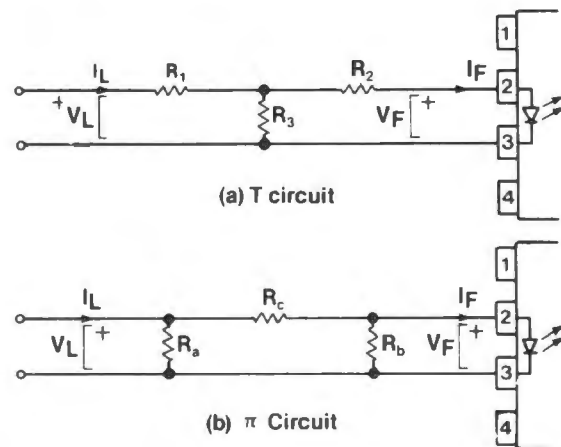 1
I_L R_1 R_2 I_F 2
+ V_L R_3 V_F +
3
(a) T circuit
4
1
I_L R_c I_F 2
V_L + R_a R_b V_F +
3
(b) π Circuit
4